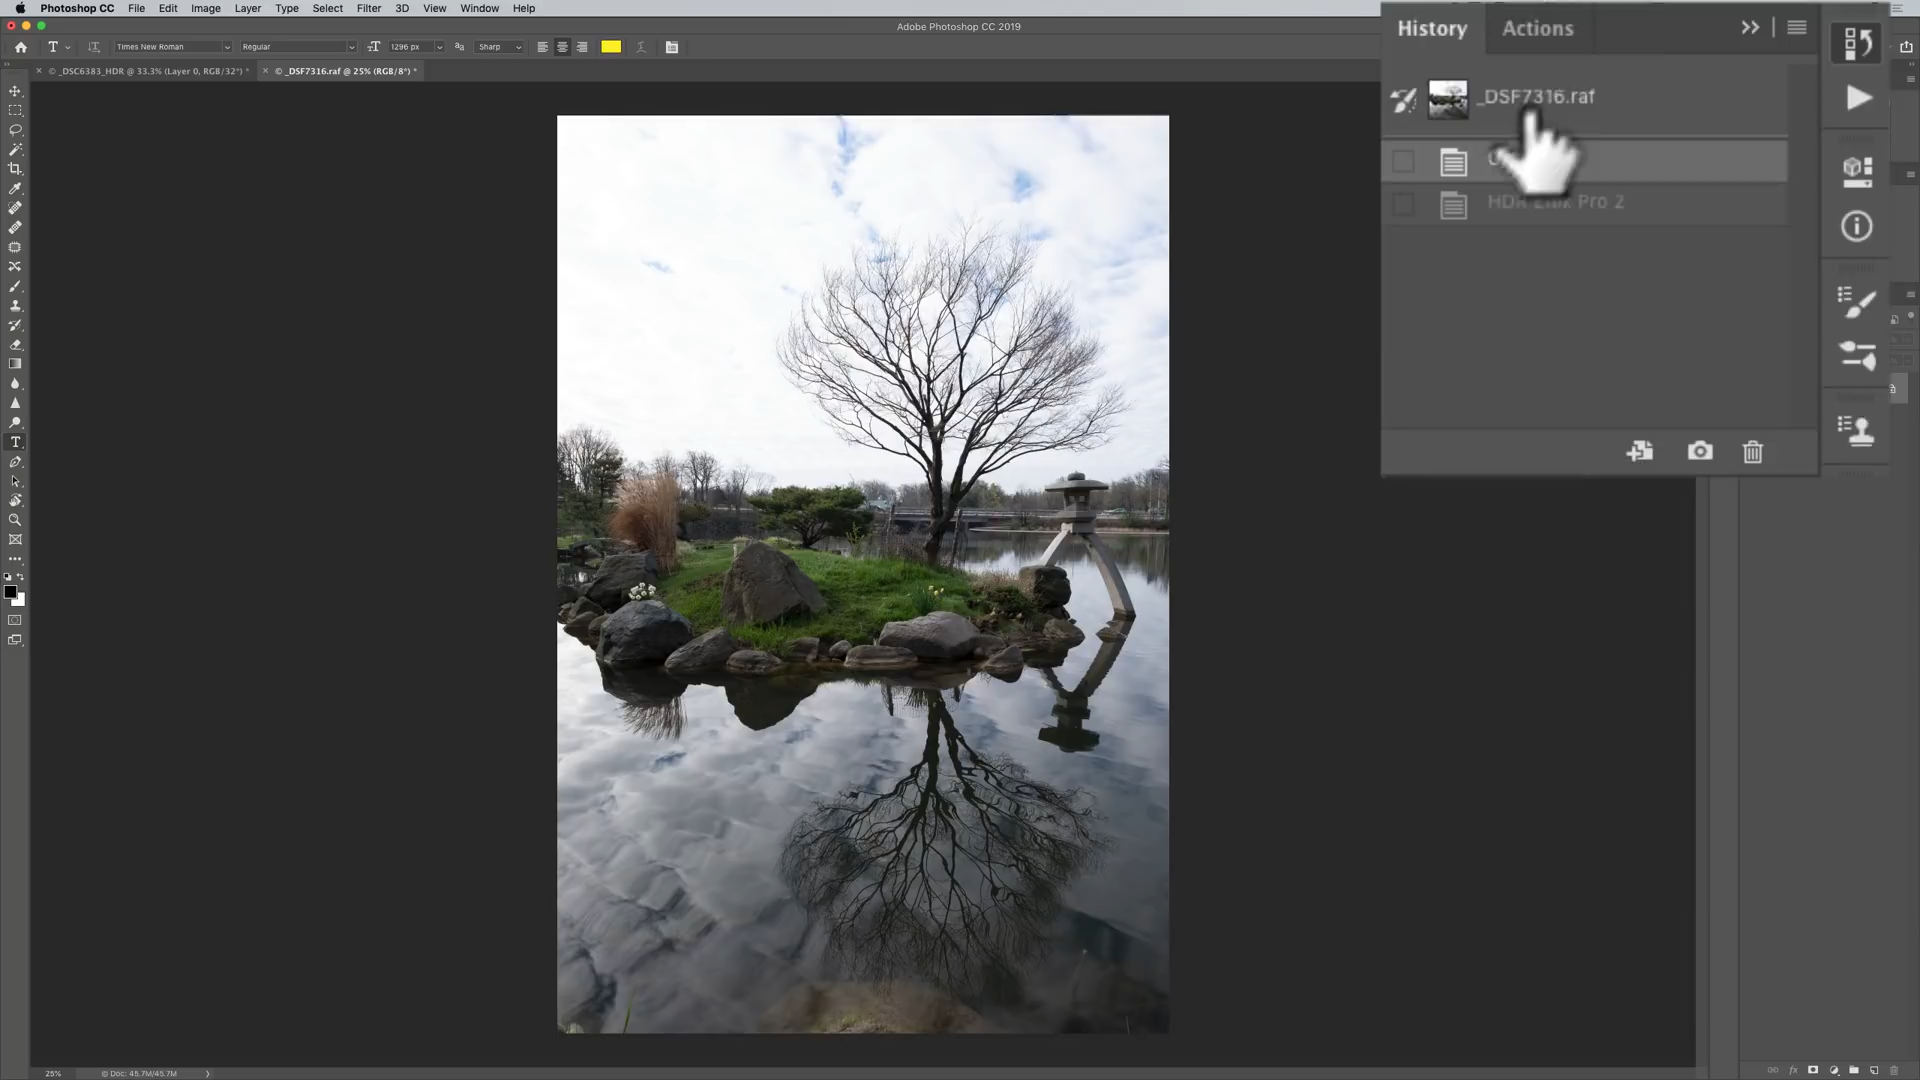 Photoshop CC File Edit Image Layer Type Select Filter 3D View Window Help
Adobe Photoshop CC 2019
T Times New Roman Regular 1296 px aa Sharp
© _DSC6383_HDR @ 33.3% (Layer 0, RGB/32*) *
© _DSF7316.raf @ 25% (RGB/8*) *
History Actions
_DSF7316.raf
HDR Efex Pro 2
25% © Doc: 45.7M/45.7M
fx